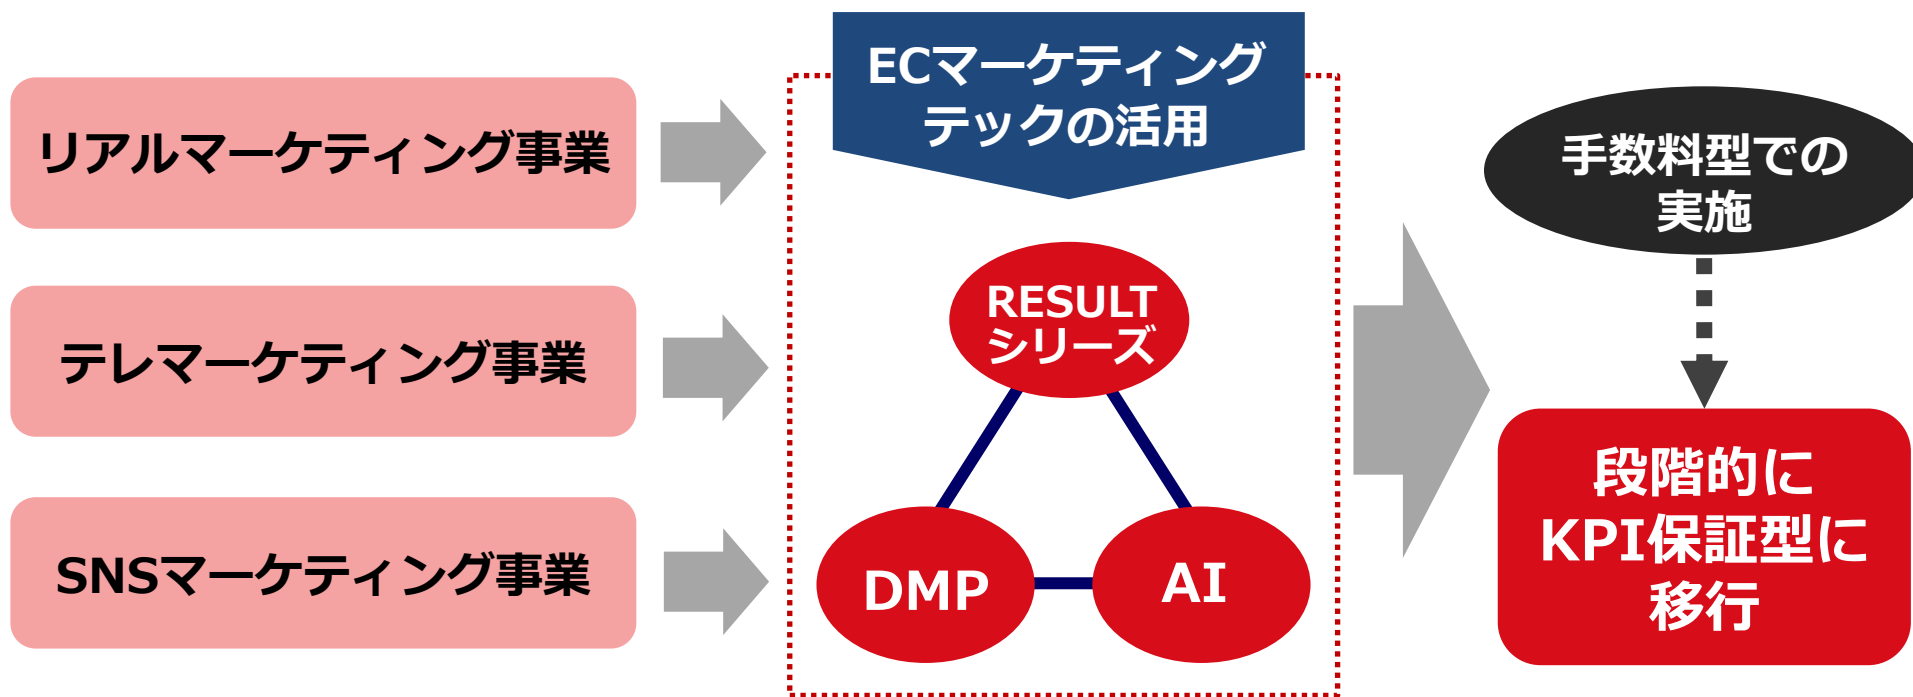 リアルマーケティング事業
テレマーケティング事業
SNSマーケティング事業
ECマーケティング
テックの活用
RESULT
シリーズ
DMP
AI
手数料型での
実施
段階的に
KPI保証型に
移行